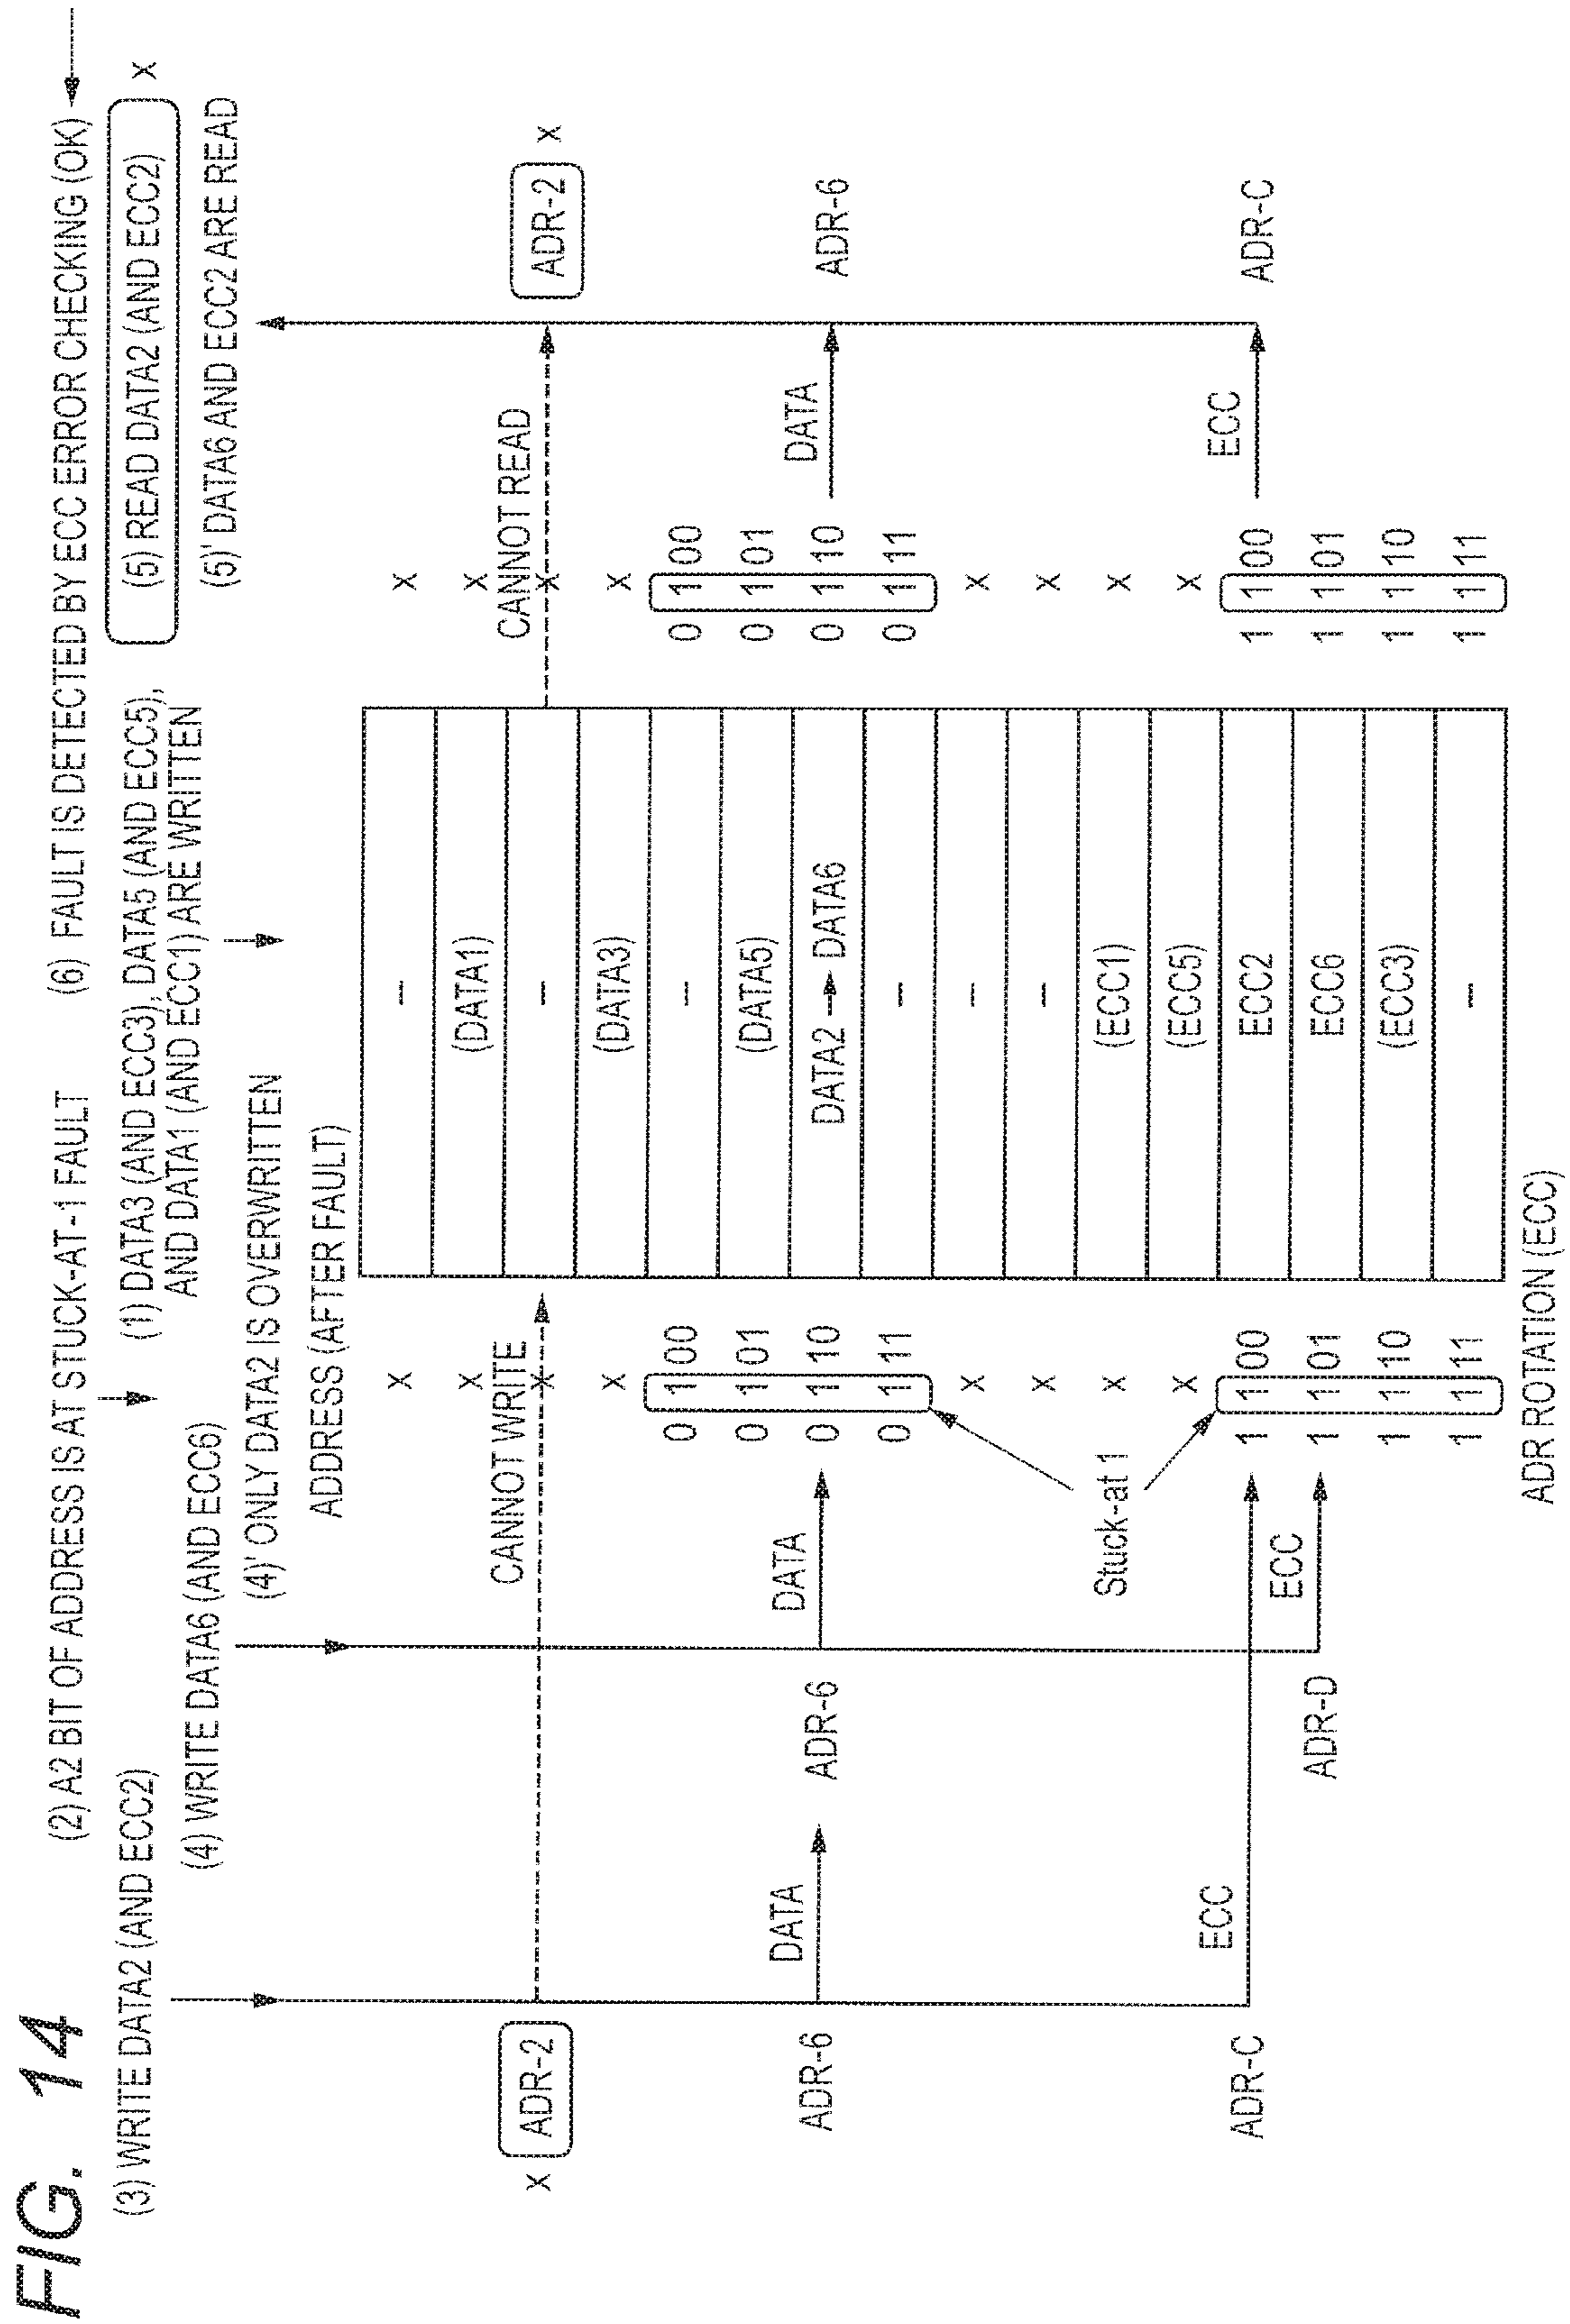 FIG. 14
(2) A2 BIT OF ADDRESS IS AT STUCK-AT-1 FAULT
(6) FAULT IS DETECTED BY ECC ERROR CHECKING (OK)
(3) WRITE DATA2 (AND ECC2)
(1) DATA3 (AND ECC3), DATA5 (AND ECC5),
AND DATA1 (AND ECC1) ARE WRITTEN
(5) READ DATA2 (AND ECC2)
x
(4) WRITE DATA6 (AND ECC6)
(5)' DATA6 AND ECC2 ARE READ
(4)' ONLY DATA2 IS OVERWRITTEN
ADDRESS (AFTER FAULT)
x – x
x (DATA1) x
x ADR-2 CANNOT WRITE x – x CANNOT READ ADR-2 x
x (DATA3) x
0 1 00 – 0 1 00
0 1 01 (DATA5) 0 1 01
ADR-6 DATA ADR-6 DATA 0 1 10 DATA2 → DATA6 0 1 10 DATA ADR-6
0 1 11 – 0 1 11
x – x
x – x
Stuck-at 1 x (ECC1) x
x (ECC5) x
ADR-C ECC 1 1 00 ECC2 1 1 00 ECC ADR-C
ADR-D ECC 1 1 01 ECC6 1 1 01
1 1 10 (ECC3) 1 1 10
1 1 11 – 1 1 11
ADR ROTATION (ECC)